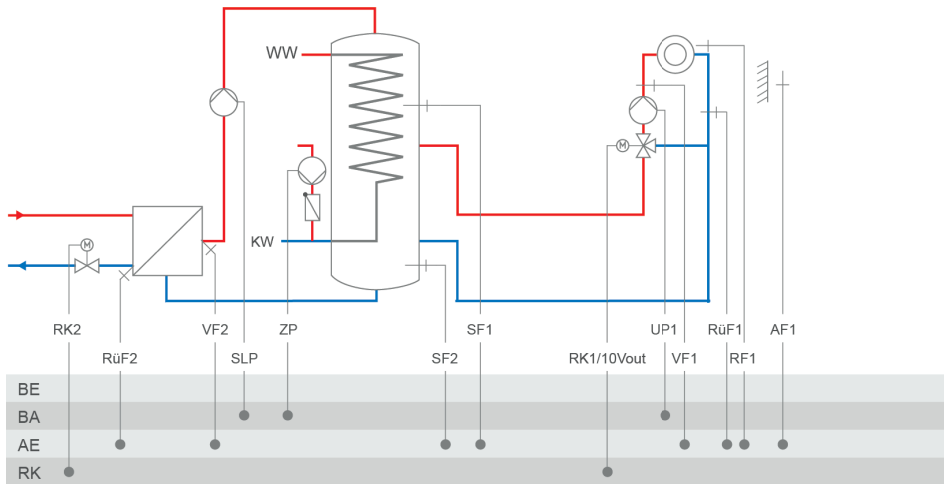 WW
M
KW
M
RK2
VF2
ZP
SF1
UP1
RüF1
AF1
RüF2
SLP
SF2
RK1/10Vout
VF1
RF1
BE
BA
AE
RK